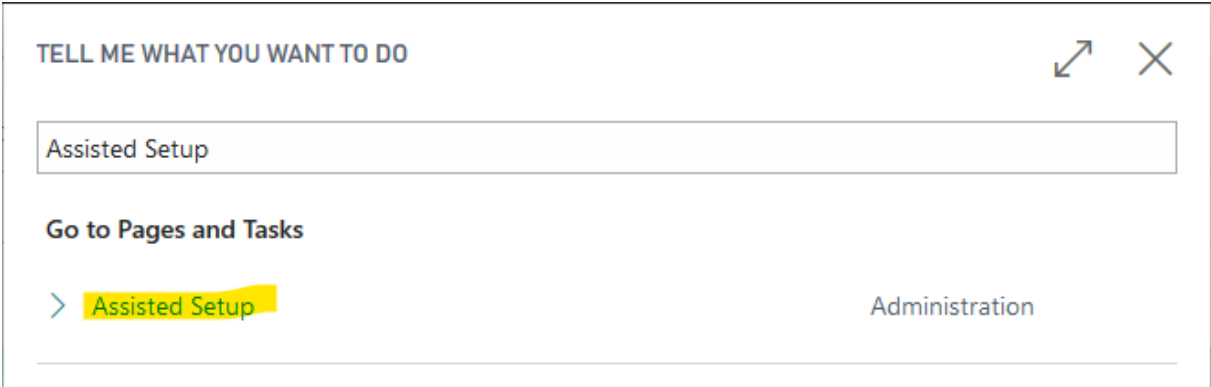 TELL ME WHAT YOU WANT TO DO
Assisted Setup
Go to Pages and Tasks
Assisted Setup Administration